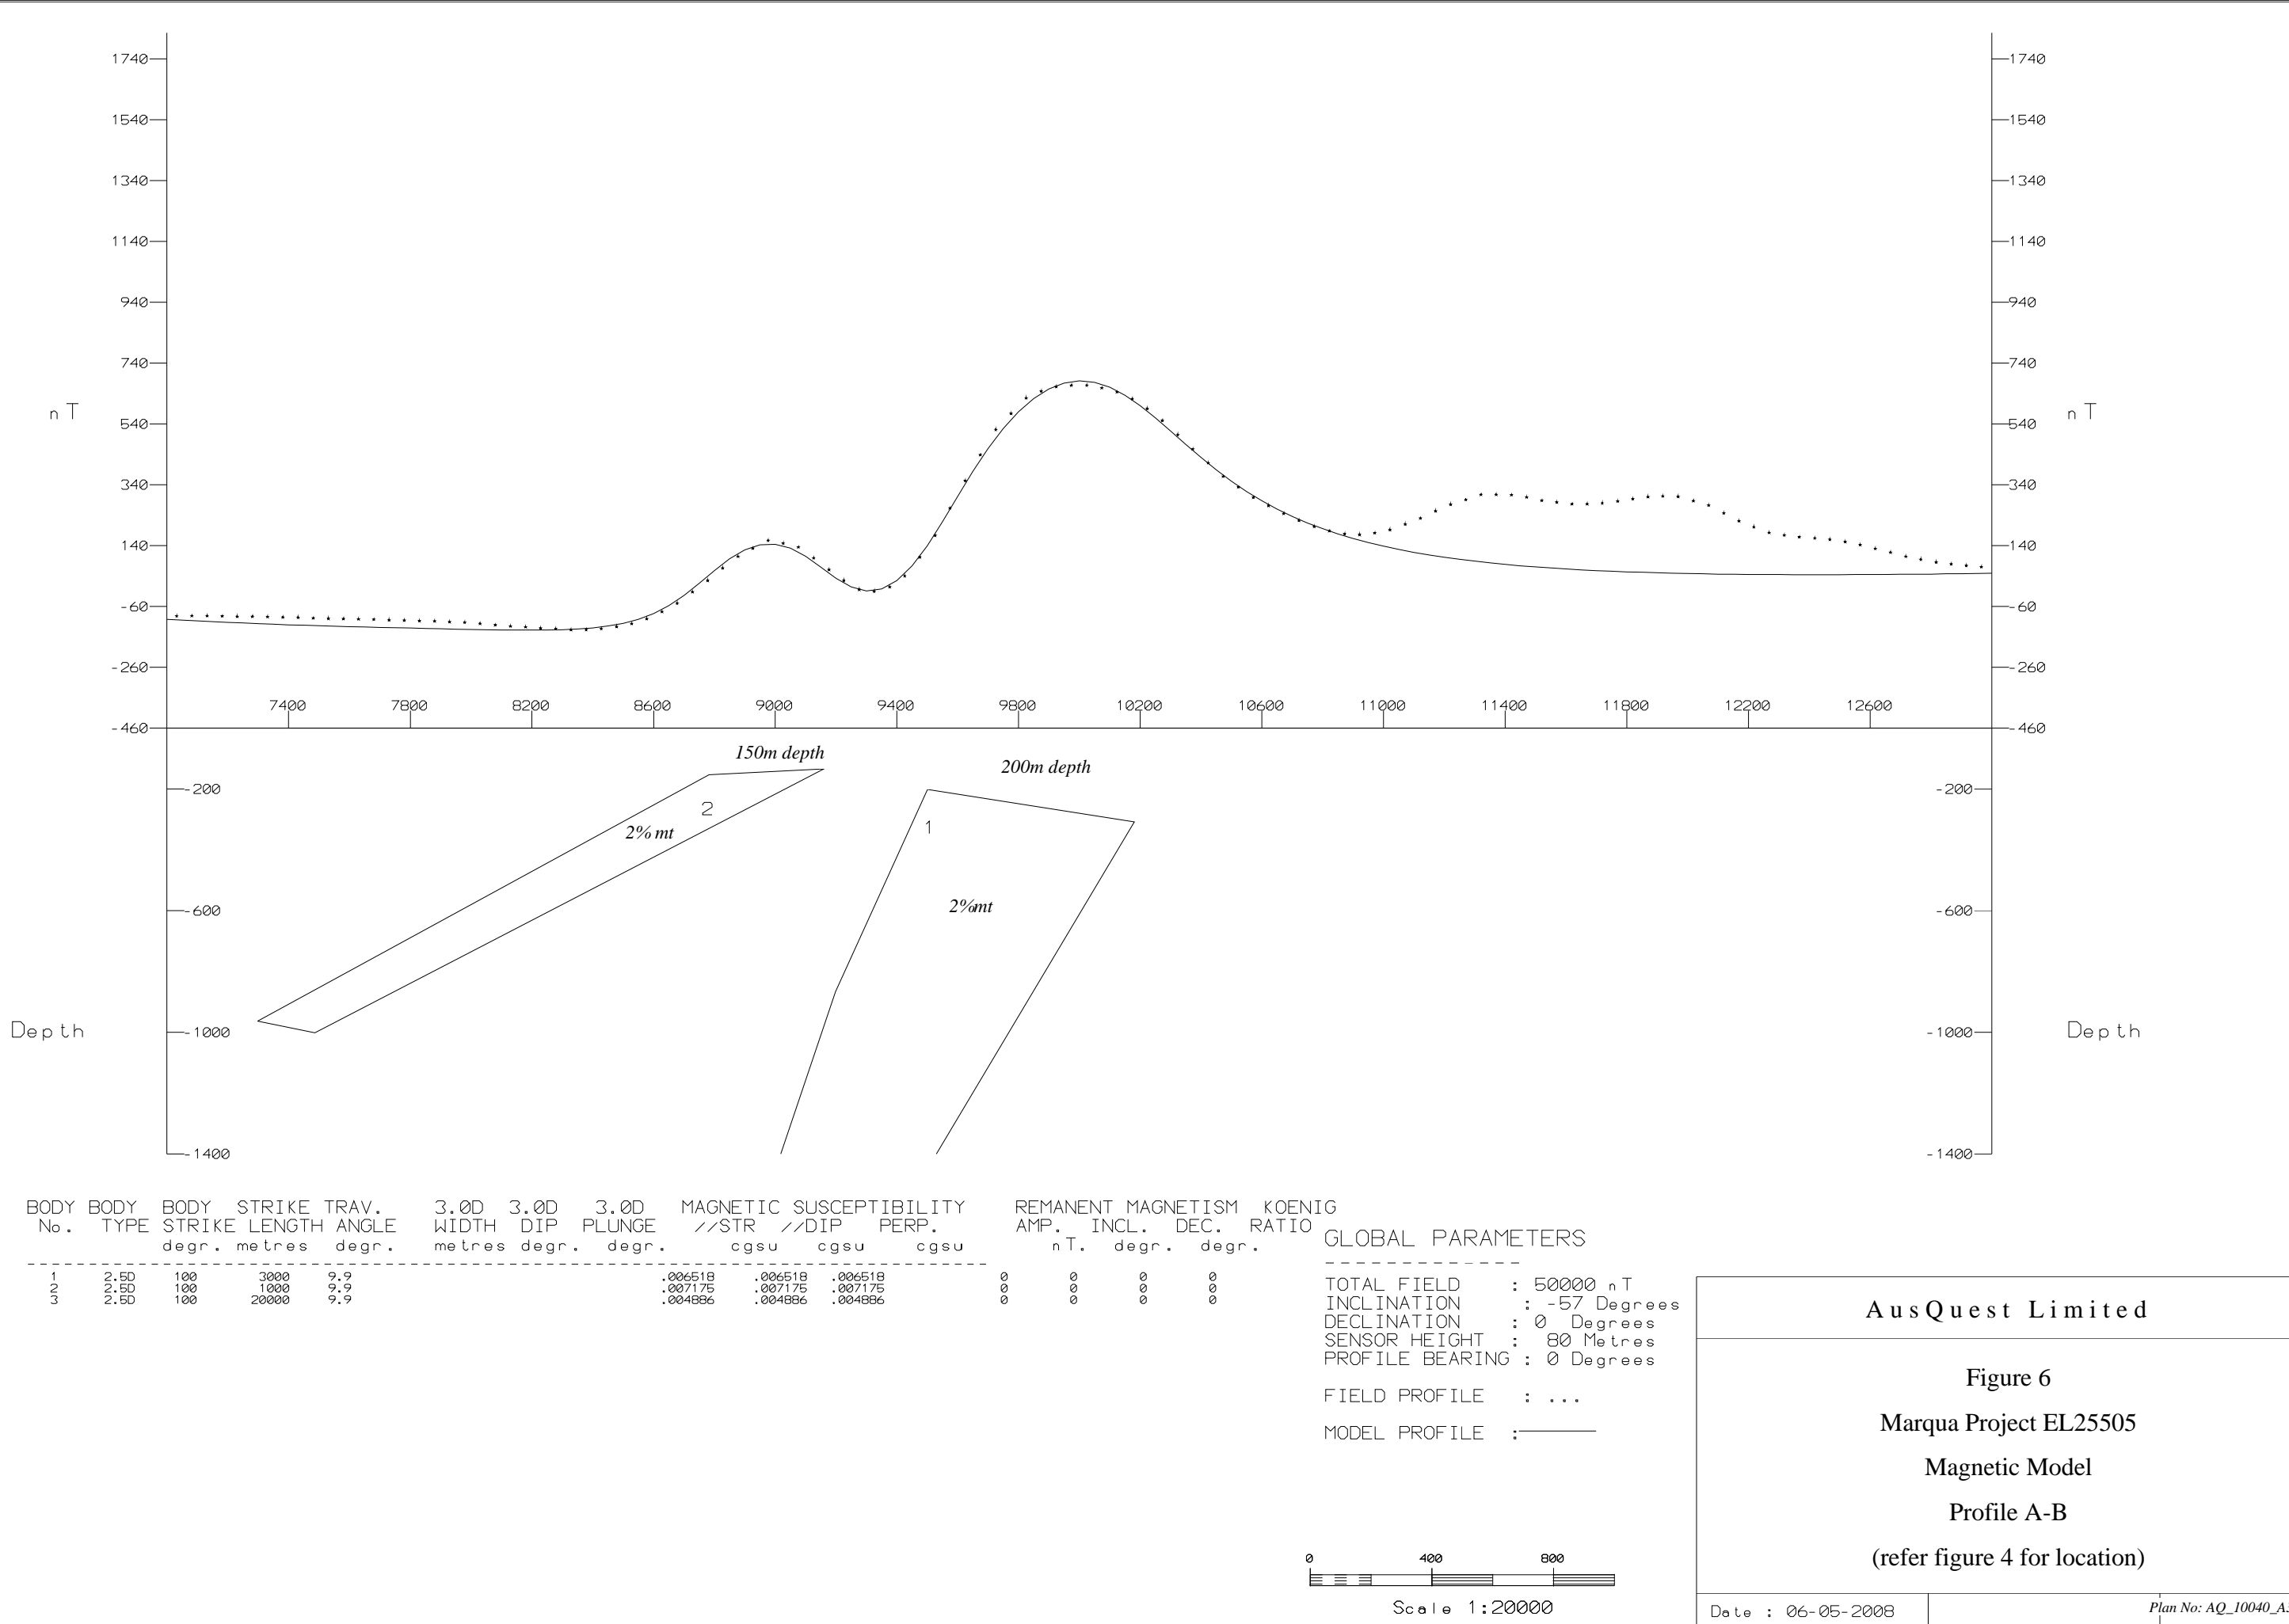 1740 1740
1540 1540
1340 1340
1140 1140
940 940
740 740
nT nT
540 540
340 340
140 140
-60 -60
-260 -260
7400 7800 8200 8600 9000 9400 9800 10200 10600 11000 11400 11800 12200 12600
-460 -460
150m depth
200m depth
-200 -200
2
1
2% mt
-600 -600
2%mt
Depth -1000 -1000 Depth
-1400 -1400
BODY BODY BODY STRIKE TRAV. 3.0D 3.0D 3.0D MAGNETIC SUSCEPTIBILITY REMANENT MAGNETISM KOENIG
No. TYPE STRIKE LENGTH ANGLE WIDTH DIP PLUNGE //STR //DIP PERP. AMP. INCL. DEC. RATIO
degr. metres degr. metres degr. degr. cgsu cgsu cgsu nT. degr. degr.
1 2.5D 100 3000 9.9 .006518 .006518 .006518 0 0 0 0
2 2.5D 100 1000 9.9 .007175 .007175 .007175 0 0 0 0
3 2.5D 100 20000 9.9 .004886 .004886 .004886 0 0 0 0
GLOBAL PARAMETERS
TOTAL FIELD : 50000 nT
INCLINATION : -57 Degrees
DECLINATION : 0 Degrees
SENSOR HEIGHT : 80 Metres
PROFILE BEARING : 0 Degrees
FIELD PROFILE : ...
MODEL PROFILE :
0 400 800
Scale 1:20000
AusQuest Limited
Figure 6
Marqua Project EL25505
Magnetic Model
Profile A-B
(refer figure 4 for location)
Date : 06-05-2008
Plan No: